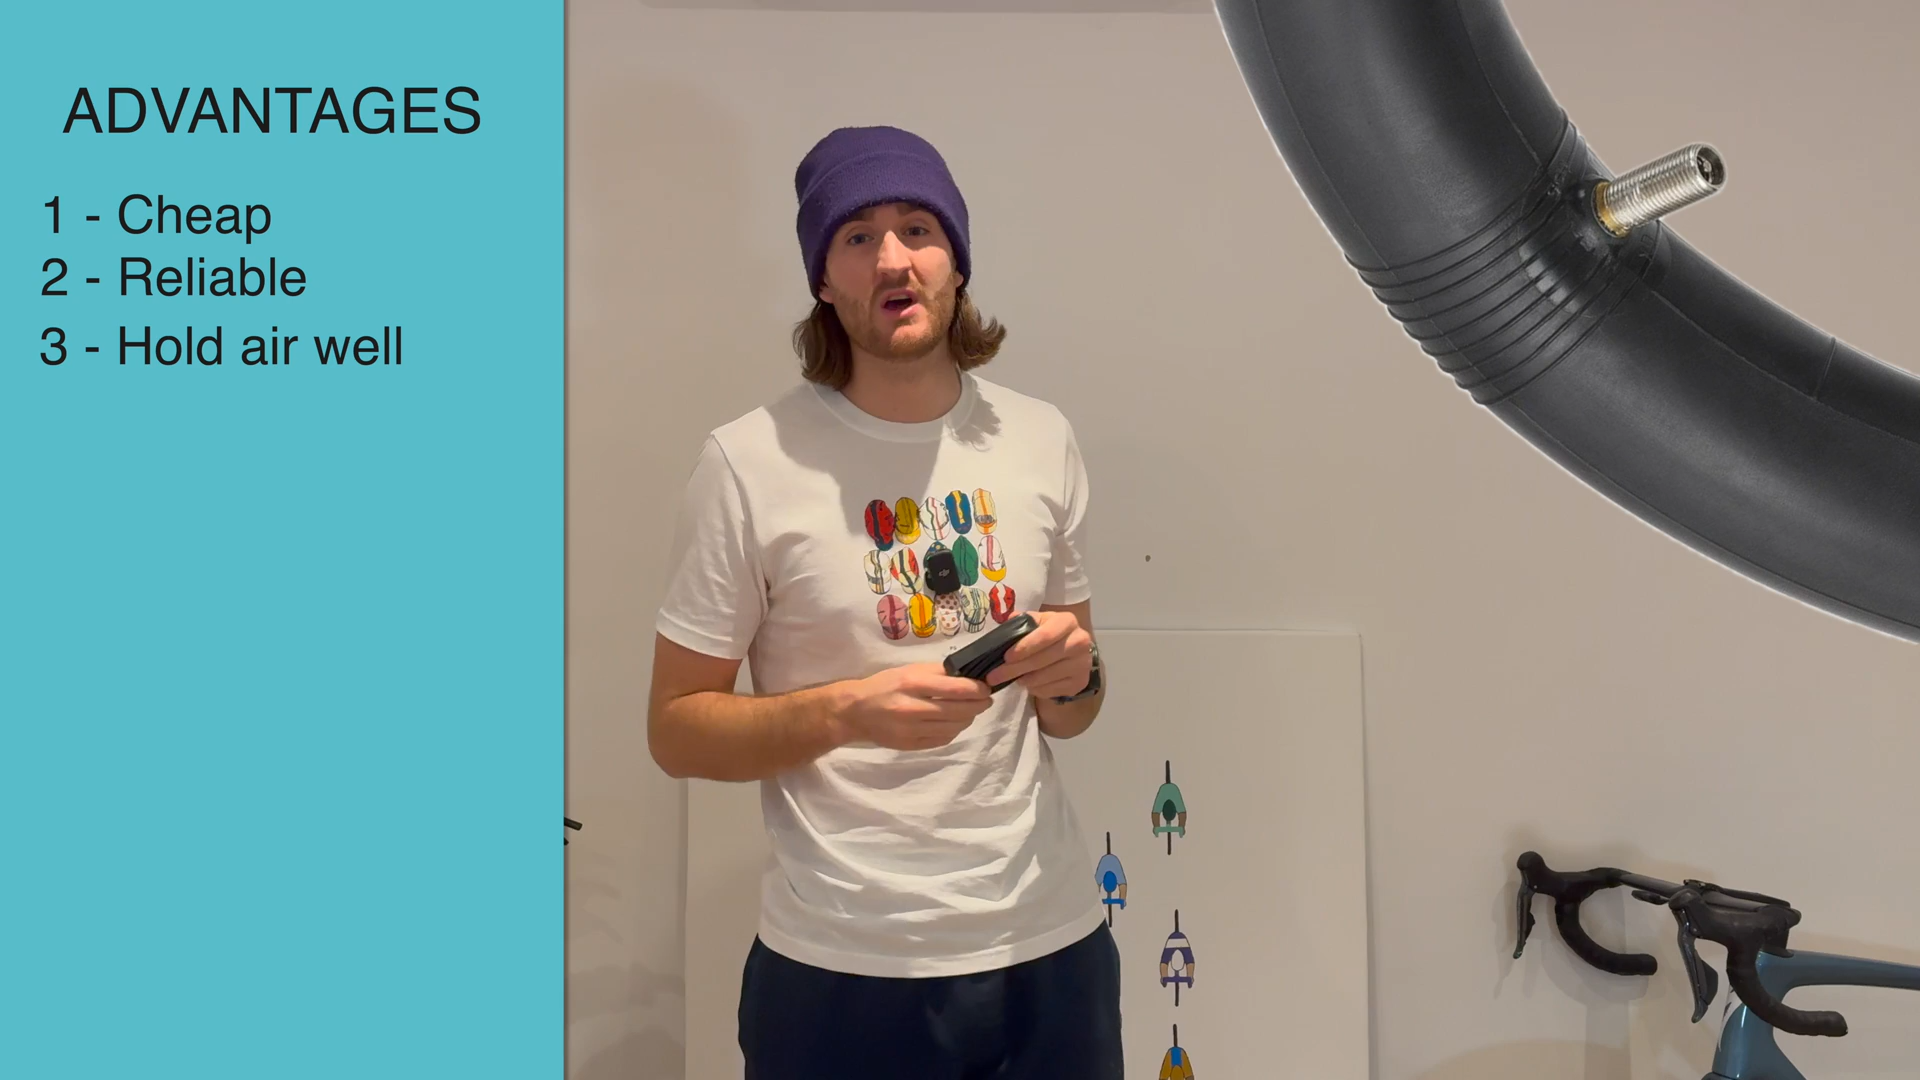 ADVANTAGES
1 - Cheap
2 - Reliable
3 - Hold air well